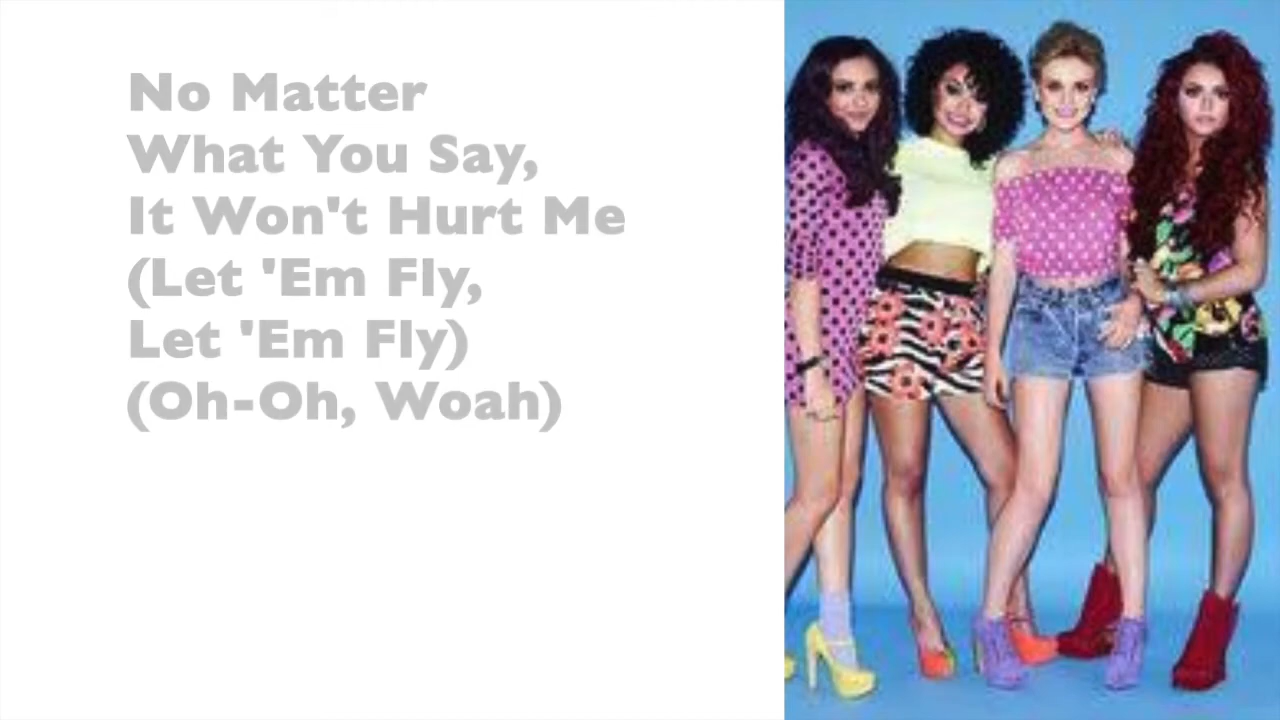 No Matter
What You Say,
It Won't Hurt Me
(Let 'Em Fly,
Let 'Em Fly)
(Oh-Oh, Woah)